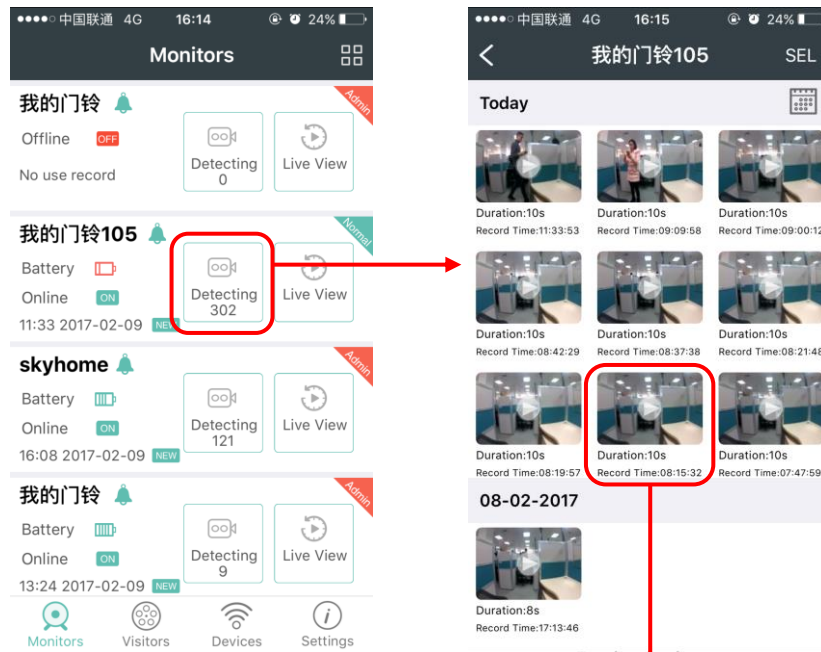 中国联通 4G 16:14 24%
Monitors
我的门铃
Admin
Offline OFF
No use record
Detecting
0
Live View
我的门铃105
Normal
Battery
Online ON
11:33 2017-02-09 NEW
Detecting
302
Live View
skyhome
Admin
Battery
Online ON
16:08 2017-02-09 NEW
Detecting
121
Live View
我的门铃
Admin
Battery
Online ON
13:24 2017-02-09 NEW
Detecting
9
Live View
Monitors Visitors Devices Settings
中国联通 4G 16:15 24%
我的门铃105 SEL
Today
Duration:10s Duration:10s Duration:10s
Record Time:11:33:53 Record Time:09:09:58 Record Time:09:00:12
Duration:10s Duration:10s Duration:10s
Record Time:08:42:29 Record Time:08:37:38 Record Time:08:21:48
Duration:10s Duration:10s Duration:10s
Record Time:08:19:57 Record Time:08:15:32 Record Time:07:47:59
08-02-2017
Duration:8s
Record Time:17:13:46